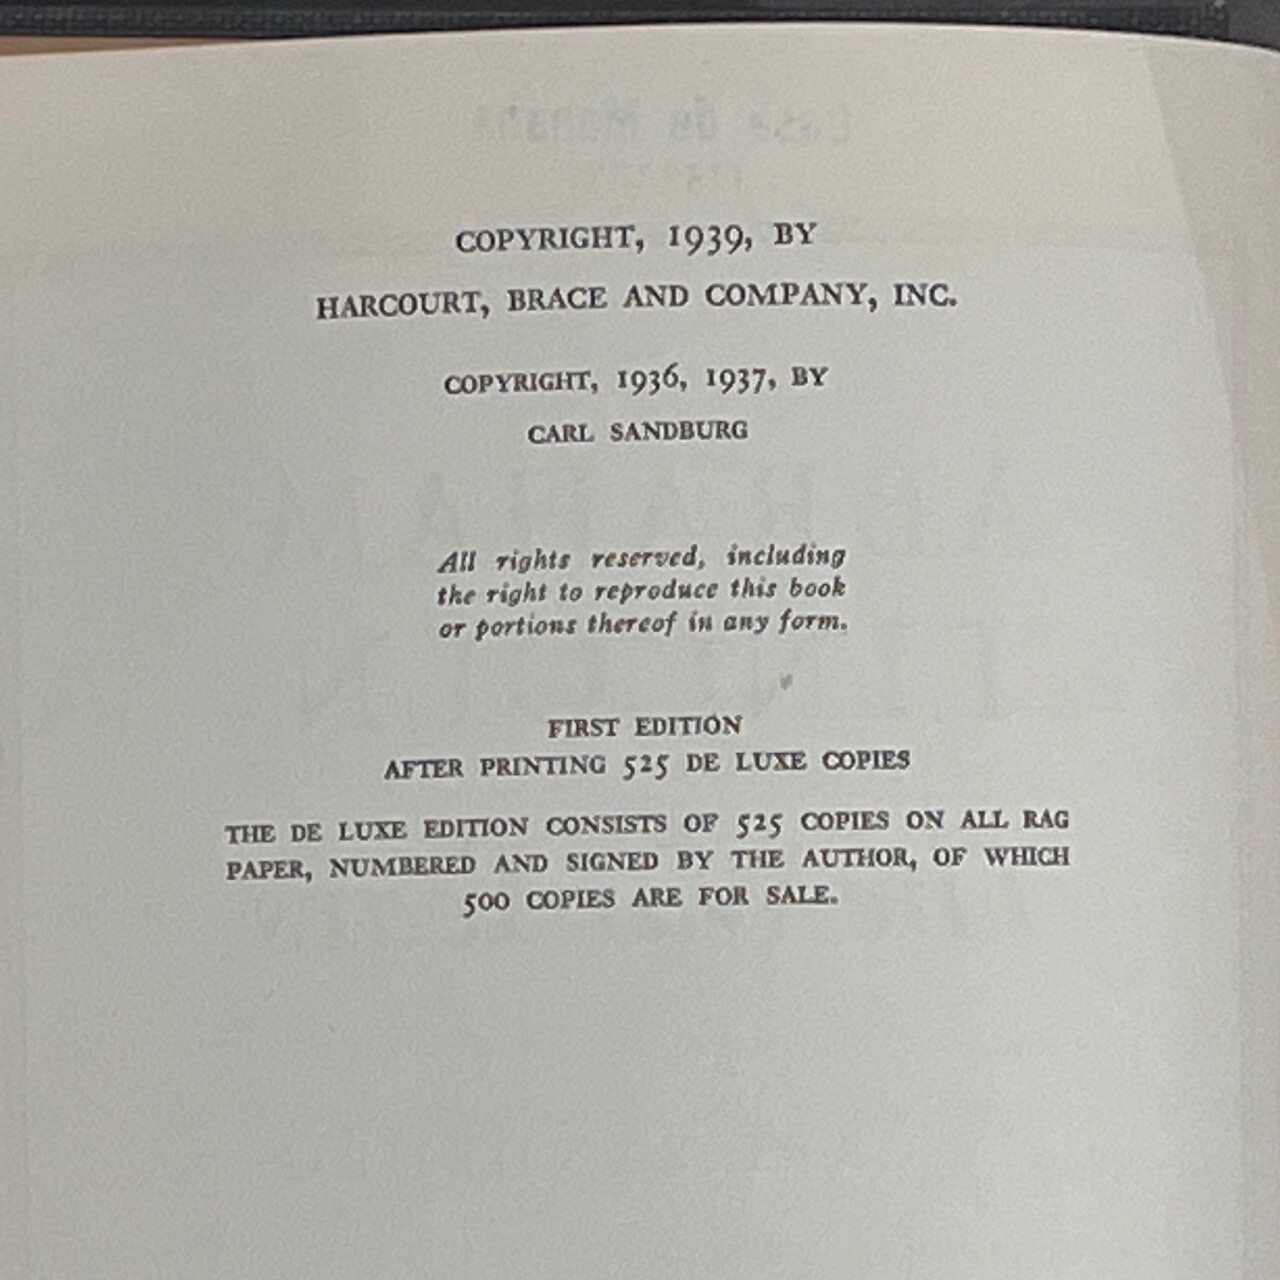 COPYRIGHT, 1939, BY
HARCOURT, BRACE AND COMPANY, INC.
COPYRIGHT, 1936, 1937, BY
CARL SANDBURG
All rights reserved, including
the right to reproduce this book
or portions thereof in any form.
FIRST EDITION
AFTER PRINTING 525 DE LUXE COPIES
THE DE LUXE EDITION CONSISTS OF 525 COPIES ON ALL RAG
PAPER, NUMBERED AND SIGNED BY THE AUTHOR, OF WHICH
500 COPIES ARE FOR SALE.